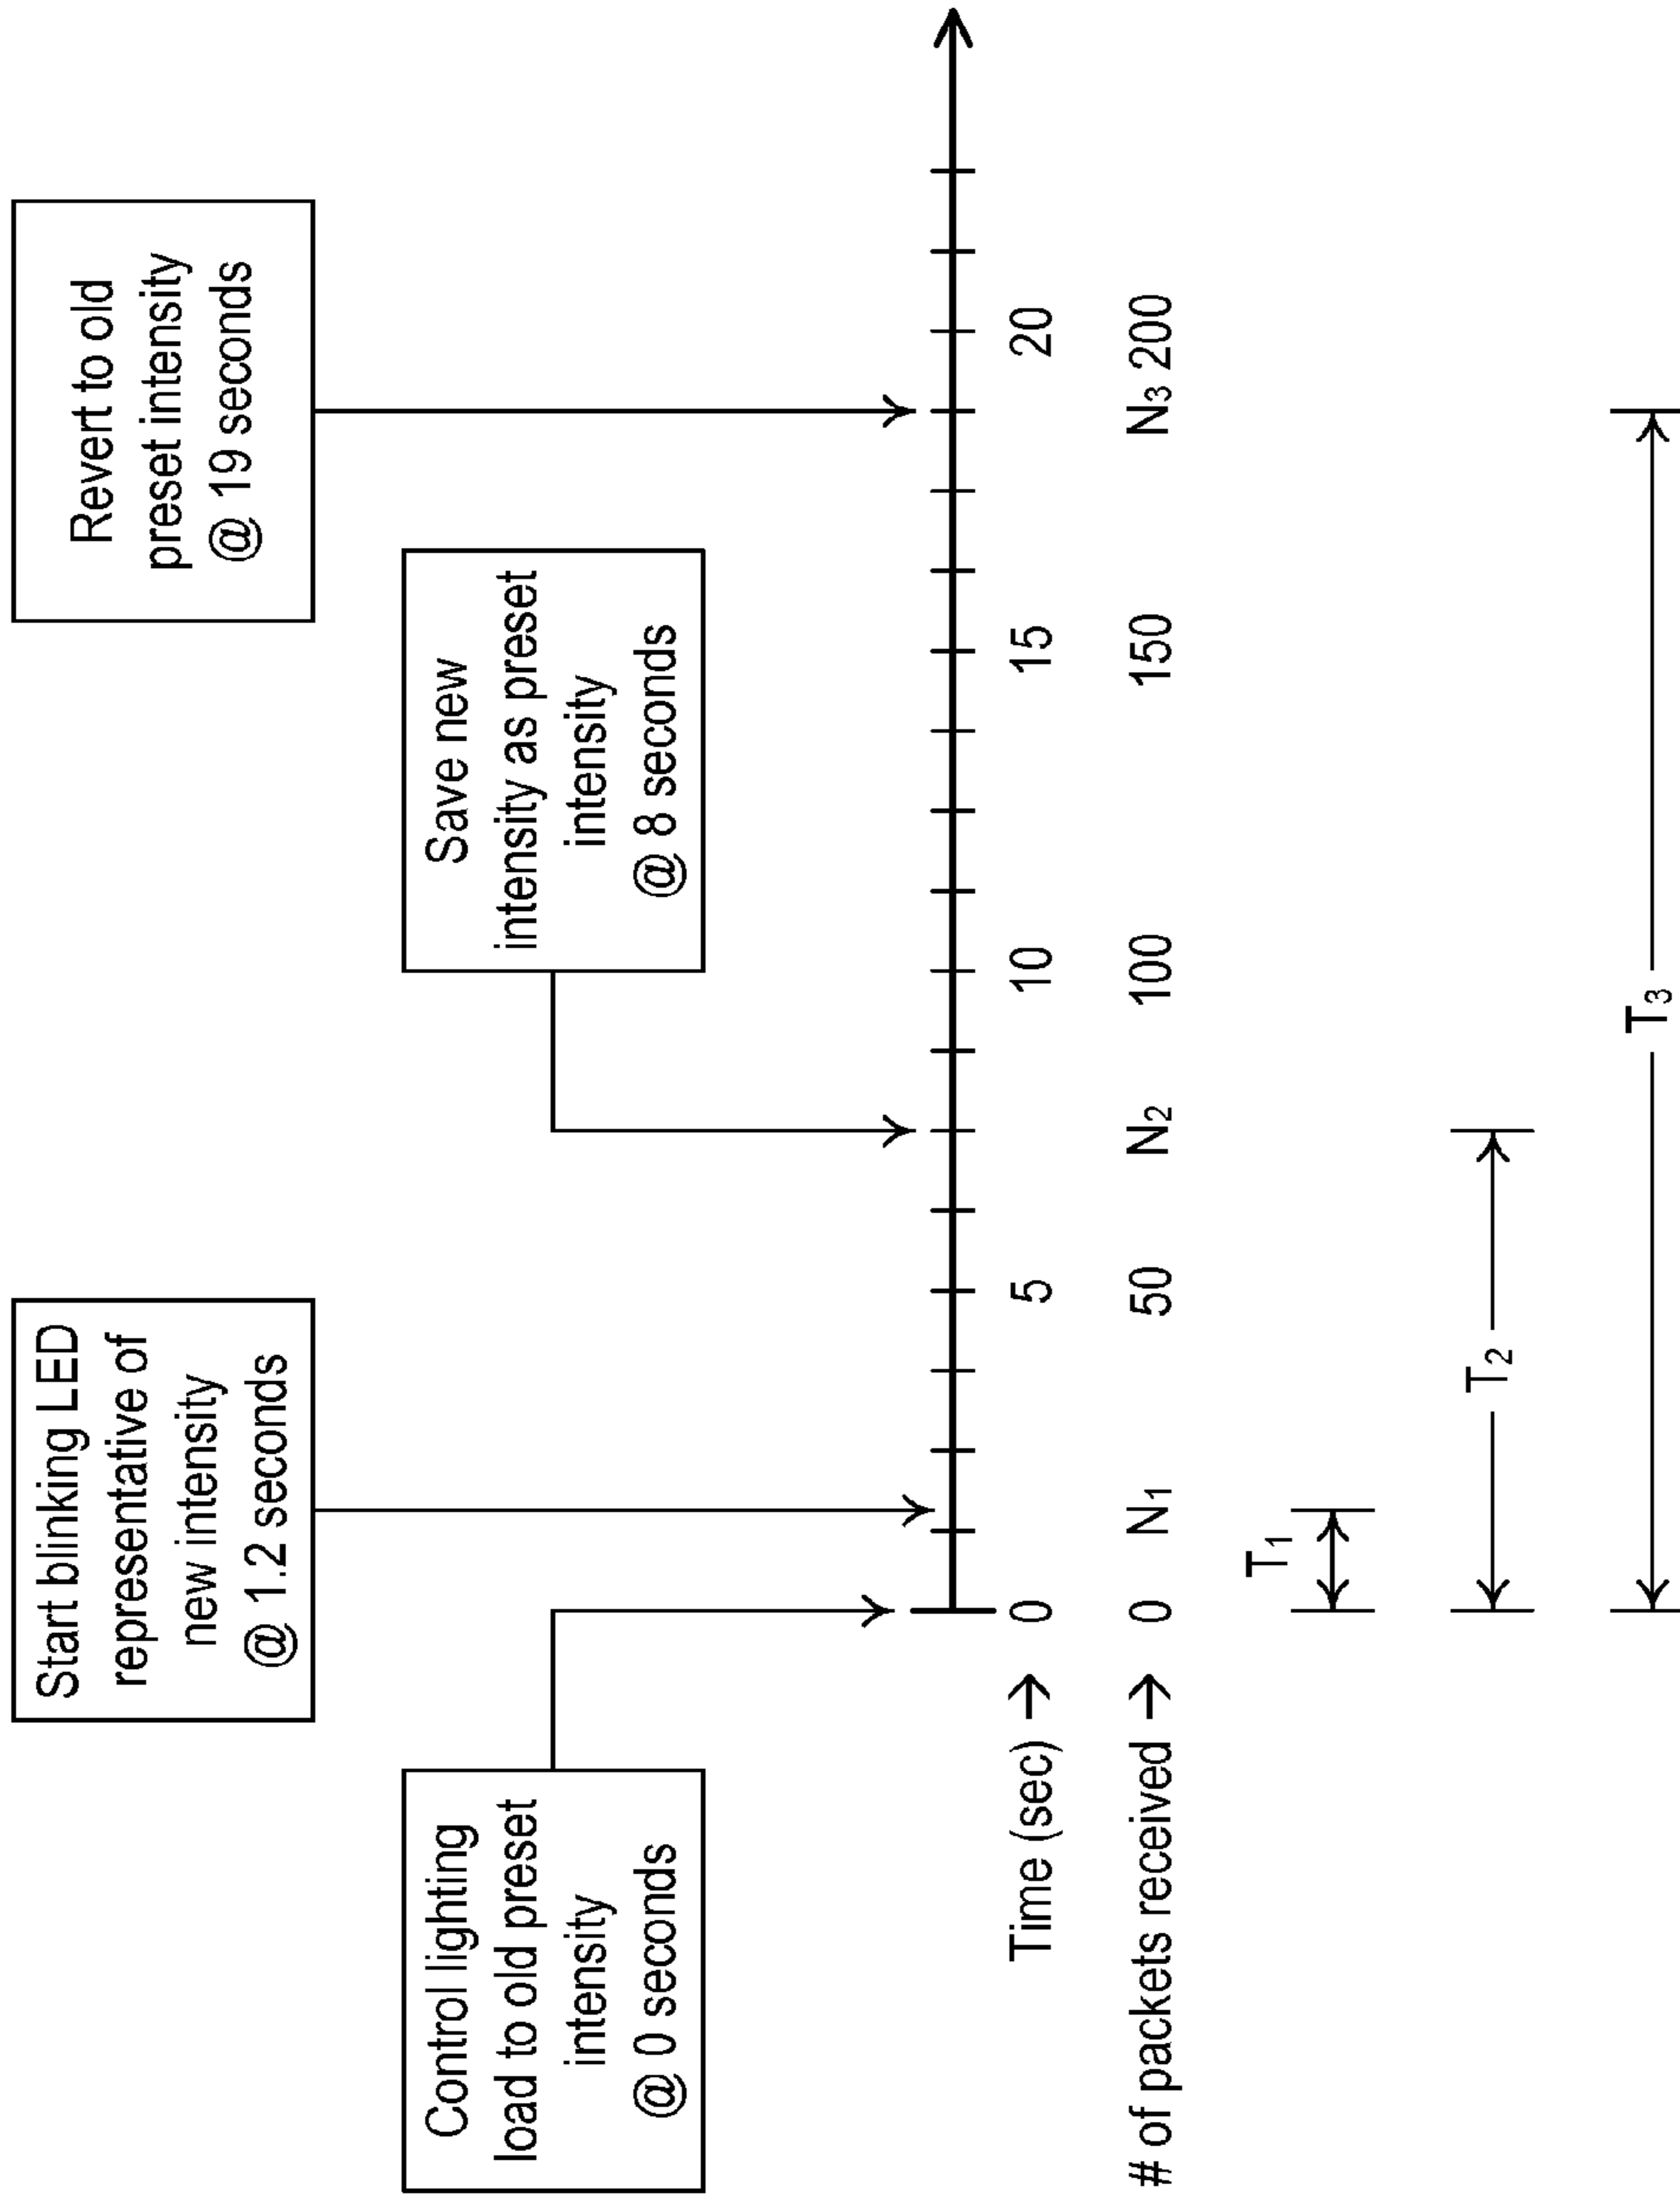 Control lighting
load to old preset
intensity
@ 0 seconds
Start blinking LED
representative of
new intensity
@ 1.2 seconds
Save new
intensity as preset
intensity
@ 8 seconds
Revert to old
preset intensity
@ 19 seconds
Time (sec) → 0 5 10 15 20
# of packets received → 0 N₁ 50 N₂ 100 150 N₃ 200
T₁
T₂
T₃